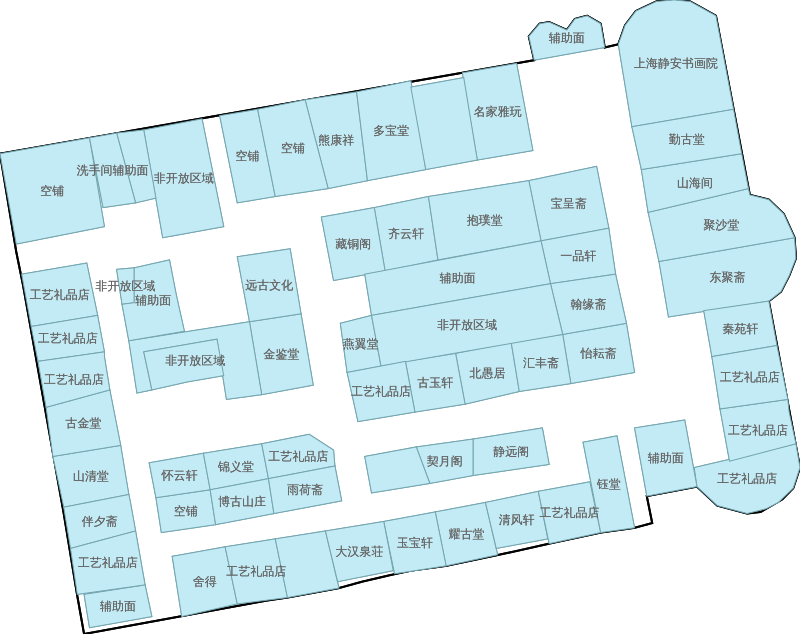 辅助面
上海静安书画院
名家雅玩
多宝堂
熊康祥
空铺
空铺
勤古堂
洗手间辅助面
非开放区域
空铺
山海间
宝呈斋
抱璞堂
聚沙堂
齐云轩
藏铜阁
一品轩
东聚斋
辅助面
远古文化
非开放区域
辅助面
工艺礼品店
翰缘斋
非开放区域
秦苑轩
工艺礼品店
燕翼堂
金鉴堂
非开放区域
怡耘斋
汇丰斋
北愚居
古玉轩
工艺礼品店
工艺礼品店
工艺礼品店
古金堂
工艺礼品店
静远阁
契月阁
辅助面
工艺礼品店
锦义堂
怀云轩
山清堂
工艺礼品店
钰堂
雨荷斋
博古山庄
空铺
伴夕斋
工艺礼品店
清风轩
耀古堂
玉宝轩
大汉泉荘
工艺礼品店
工艺礼品店
舍得
辅助面